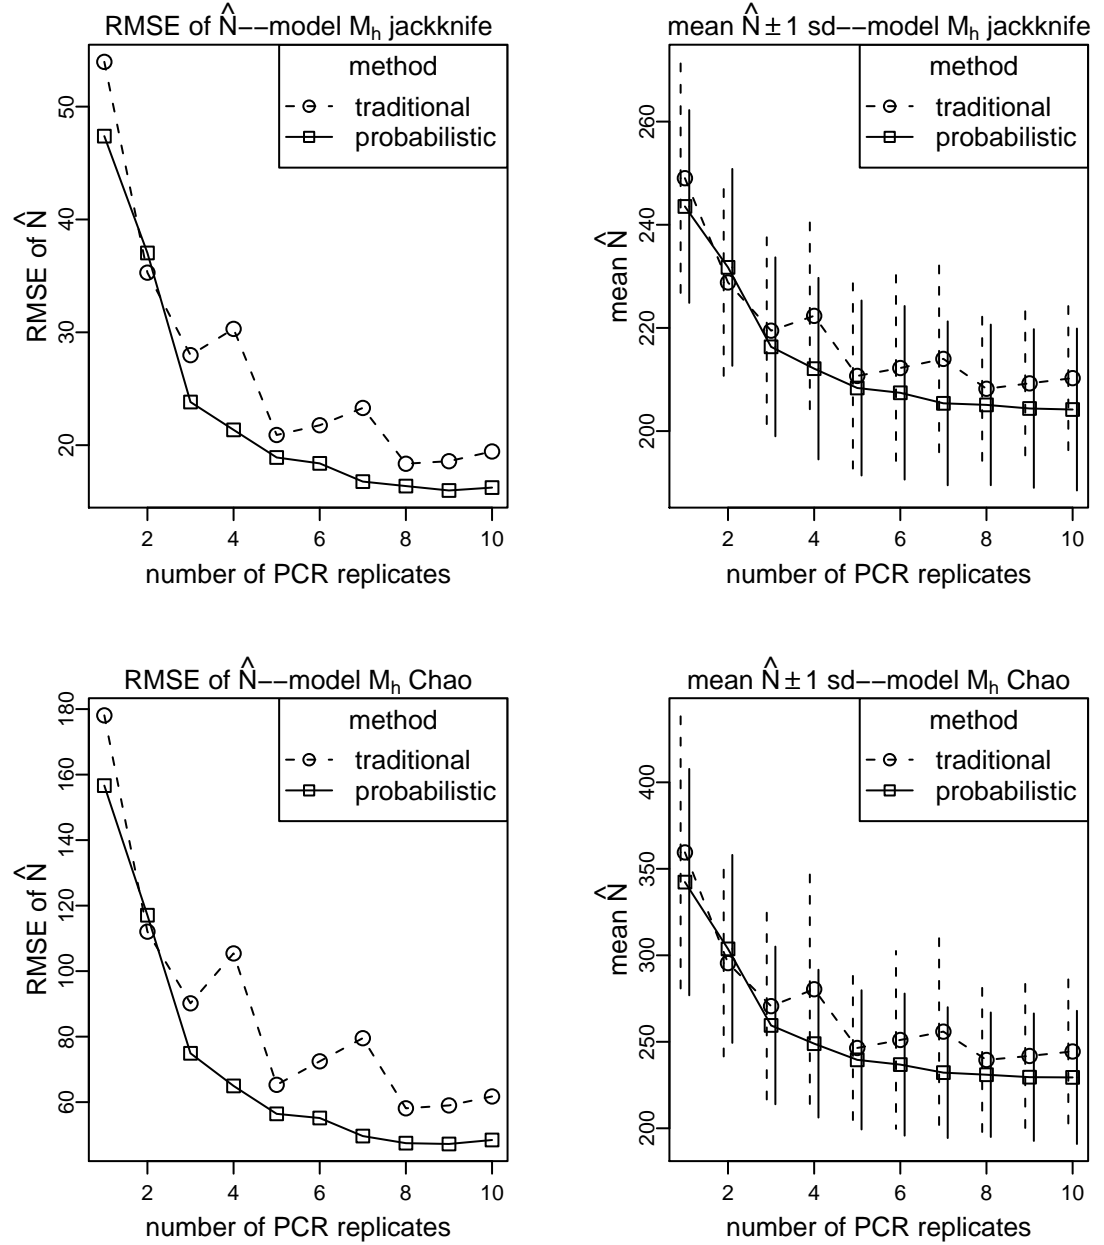 RMSE of N̂––model Mₕ jackknife
method
traditional
probabilistic
RMSE of N̂
50
40
30
20
2 4 6 8 10
number of PCR replicates
mean N̂ ± 1 sd––model Mₕ jackknife
method
traditional
probabilistic
mean N̂
260
240
220
200
2 4 6 8 10
number of PCR replicates
RMSE of N̂––model Mₕ Chao
method
traditional
probabilistic
RMSE of N̂
180
160
140
120
100
80
60
2 4 6 8 10
number of PCR replicates
mean N̂ ± 1 sd––model Mₕ Chao
method
traditional
probabilistic
mean N̂
400
350
300
250
200
2 4 6 8 10
number of PCR replicates